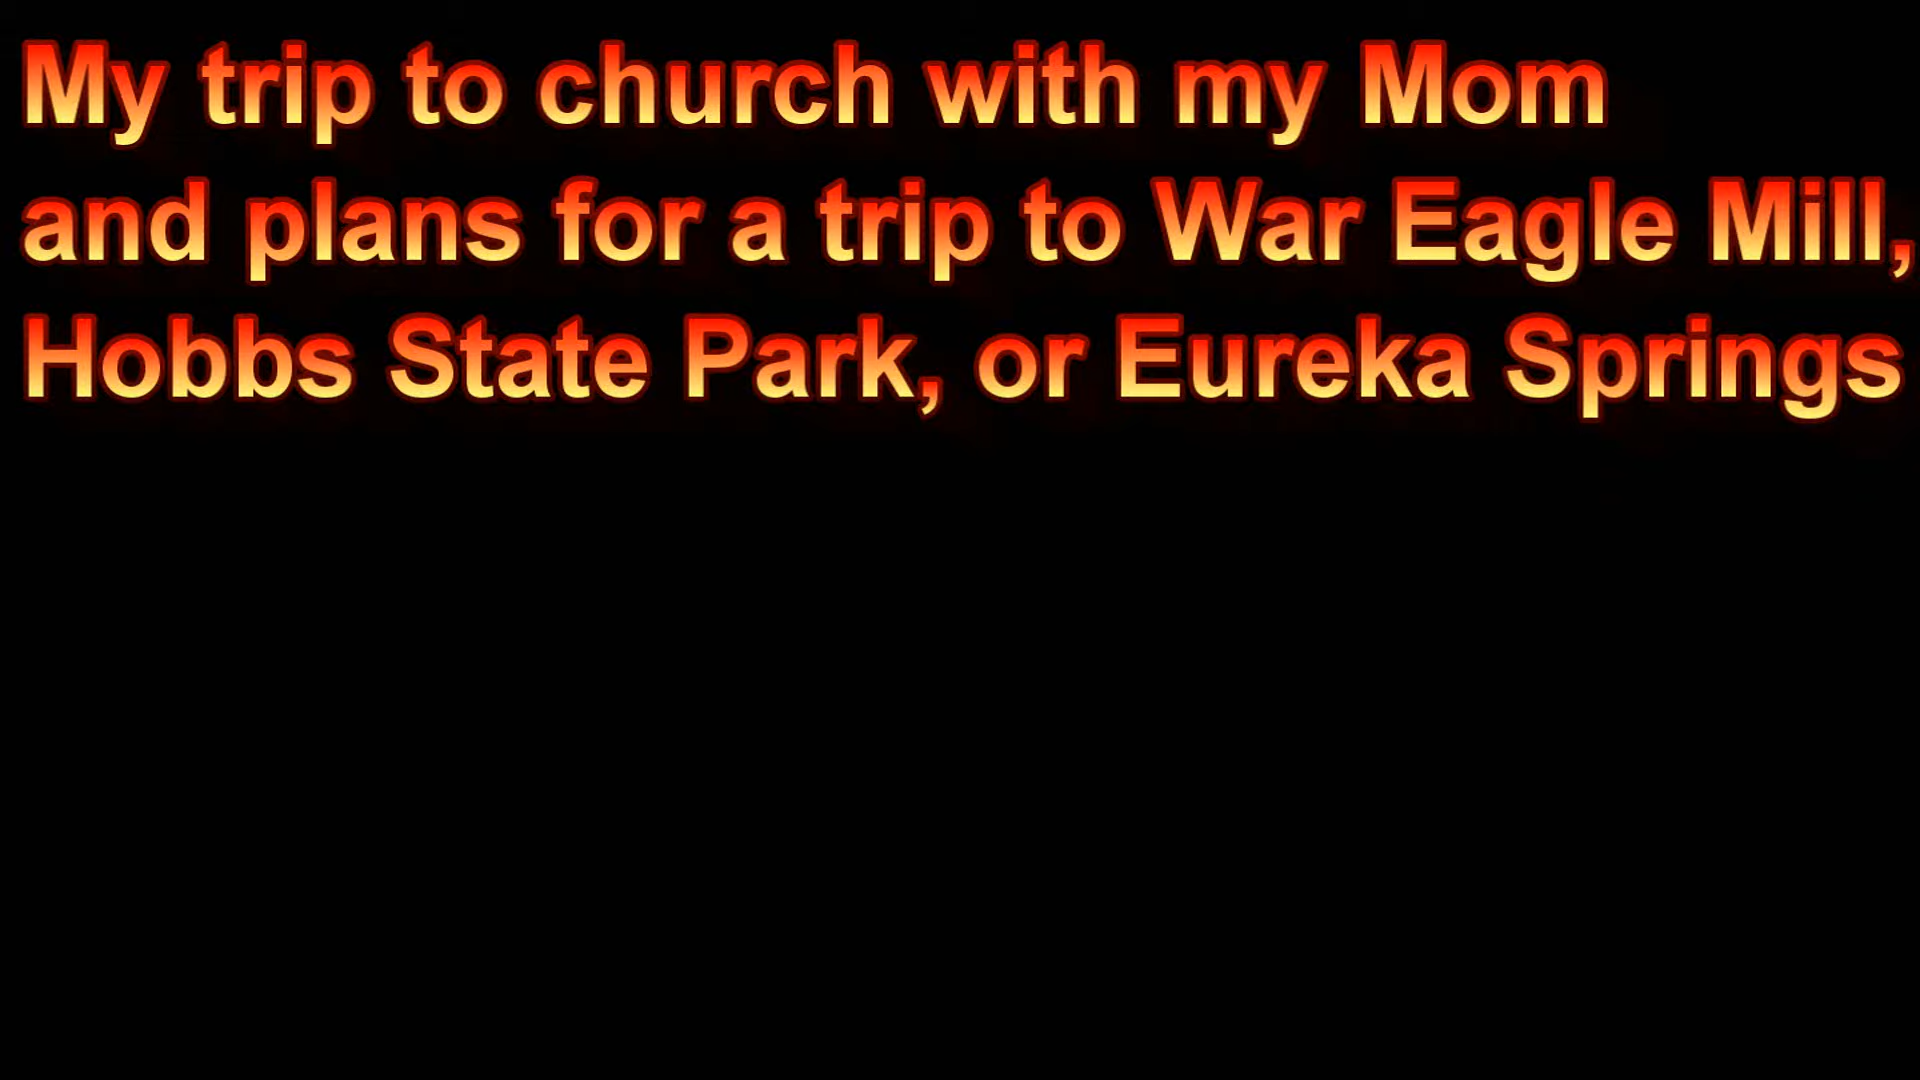 My trip to church with my Mom
and plans for a trip to War Eagle Mill,
Hobbs State Park, or Eureka Springs